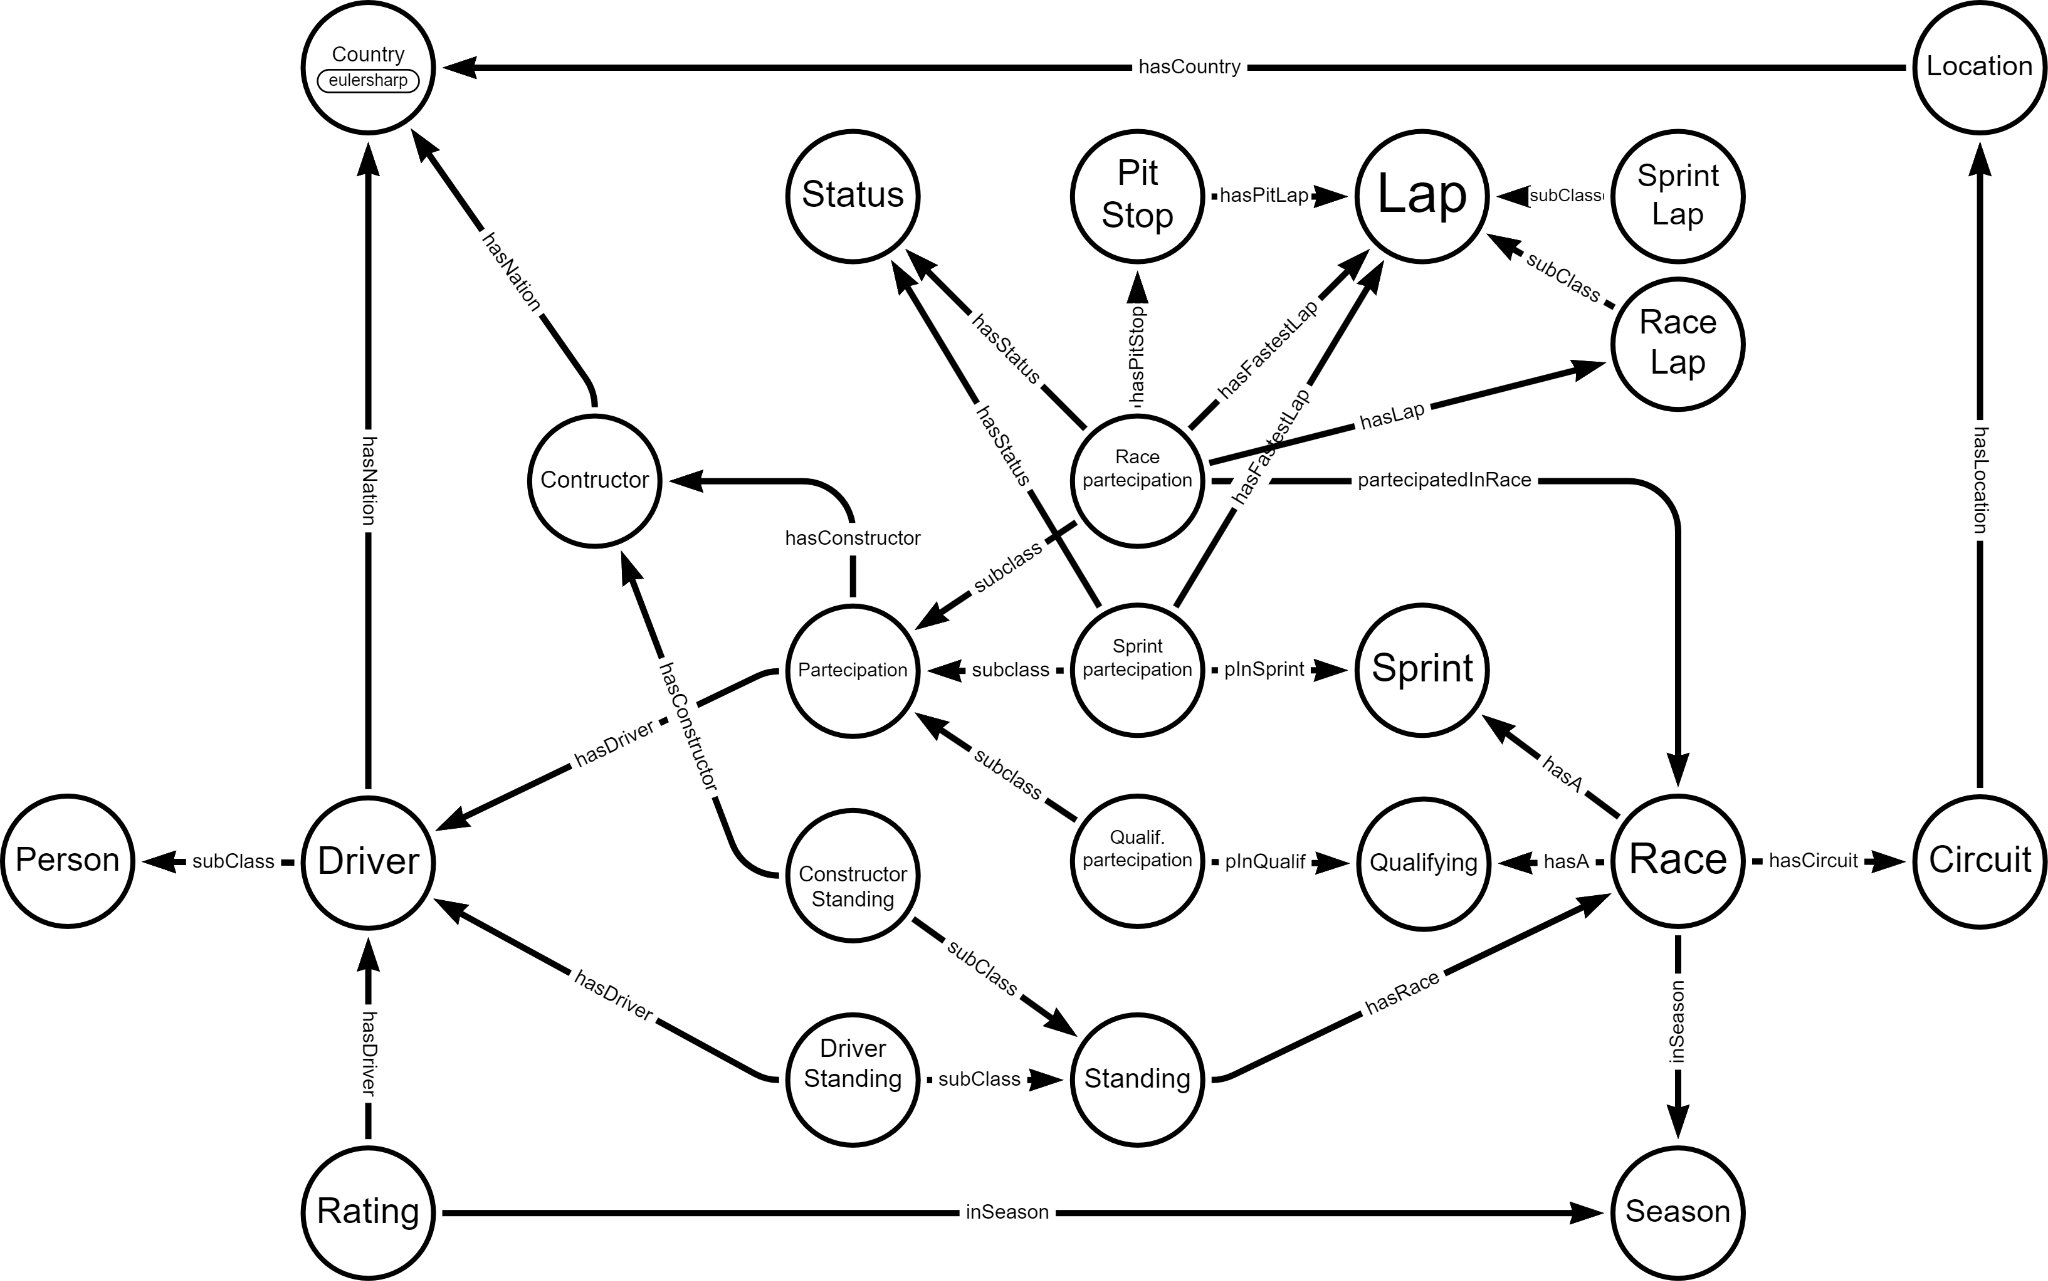 Country
eulersharp
hasCountry
Location
Status
Pit
Stop
hasPitLap
Lap
subClass
Sprint
Lap
hasNation
subClass
Race
Lap
hasStatus
hasPitStop
hasFastestLap
hasLap
hasNation
hasStatus
hasFastestLap
hasLocation
Contructor
Race
partecipation
partecipatedInRace
hasConstructor
subclass
Partecipation
subclass
Sprint
partecipation
pInSprint
Sprint
hasDriver
hasConstructor
subclass
hasA
Person
subClass
Driver
Constructor
Standing
Qualif.
partecipation
pInQualif
Qualifying
hasA
Race
hasCircuit
Circuit
hasDriver
subClass
hasRace
inSeason
hasDriver
Driver
Standing
subClass
Standing
Rating
inSeason
Season